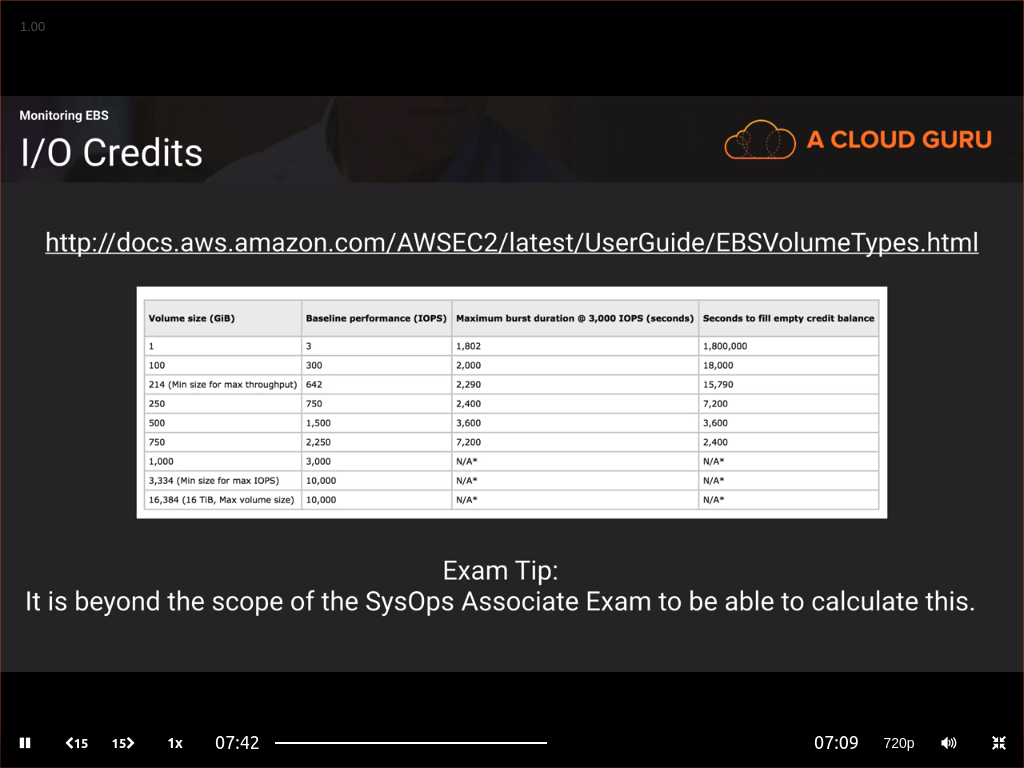 1.00
Monitoring EBS
I/O Credits
A CLOUD GURU
http://docs.aws.amazon.com/AWSEC2/latest/UserGuide/EBSVolumeTypes.html
Volume size (GiB) Baseline performance (IOPS) Maximum burst duration @ 3,000 IOPS (seconds) Seconds to fill empty credit balance
1 3 1,802 1,800,000
100 300 2,000 18,000
214 (Min size for max throughput) 642 2,290 15,790
250 750 2,400 7,200
500 1,500 3,600 3,600
750 2,250 7,200 2,400
1,000 3,000 N/A* N/A*
3,334 (Min size for max IOPS) 10,000 N/A* N/A*
16,384 (16 TiB, Max volume size) 10,000 N/A* N/A*
Exam Tip:
It is beyond the scope of the SysOps Associate Exam to be able to calculate this.
15 15 1x 07:42 07:09 720p